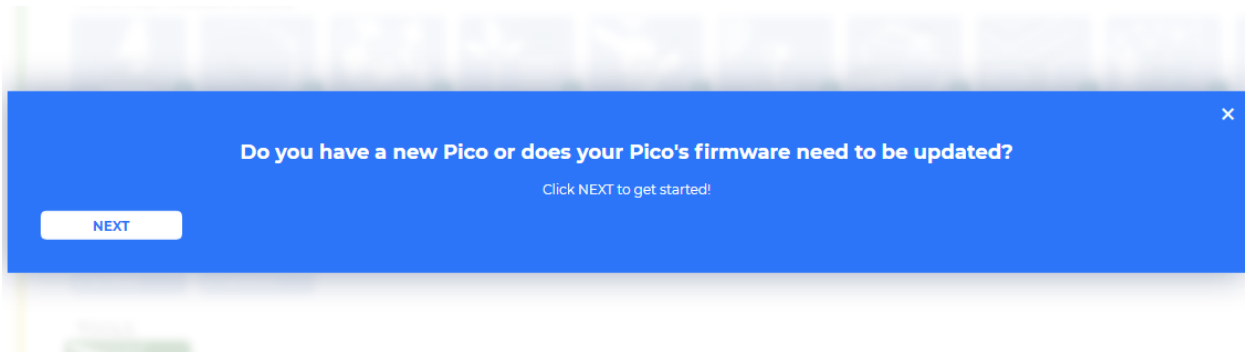 ×
Do you have a new Pico or does your Pico's firmware need to be updated?
Click NEXT to get started!
NEXT